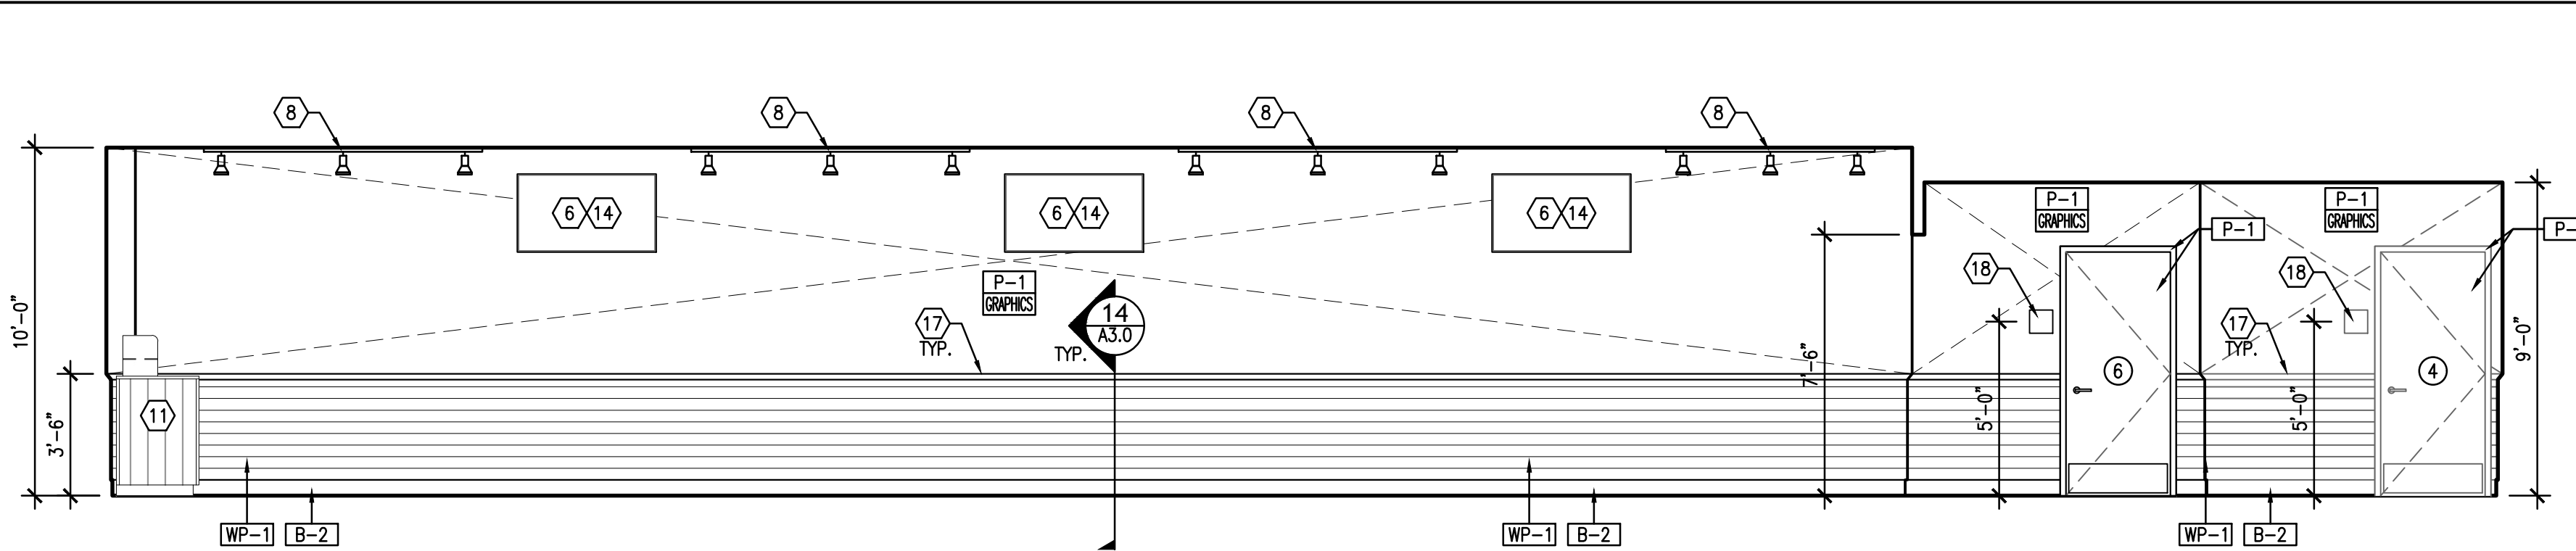 8
8
8
8
6 14
6 14
6 14
P-1
GRAPHICS
P-1
GRAPHICS
P-1
P-
18
18
P-1
GRAPHICS
14
A3.0
TYP.
17
TYP.
17
TYP.
10'-0"
3'-6"
7'-6"
5'-0"
5'-0"
9'-0"
11
6
4
WP-1
B-2
WP-1
B-2
WP-1
B-2